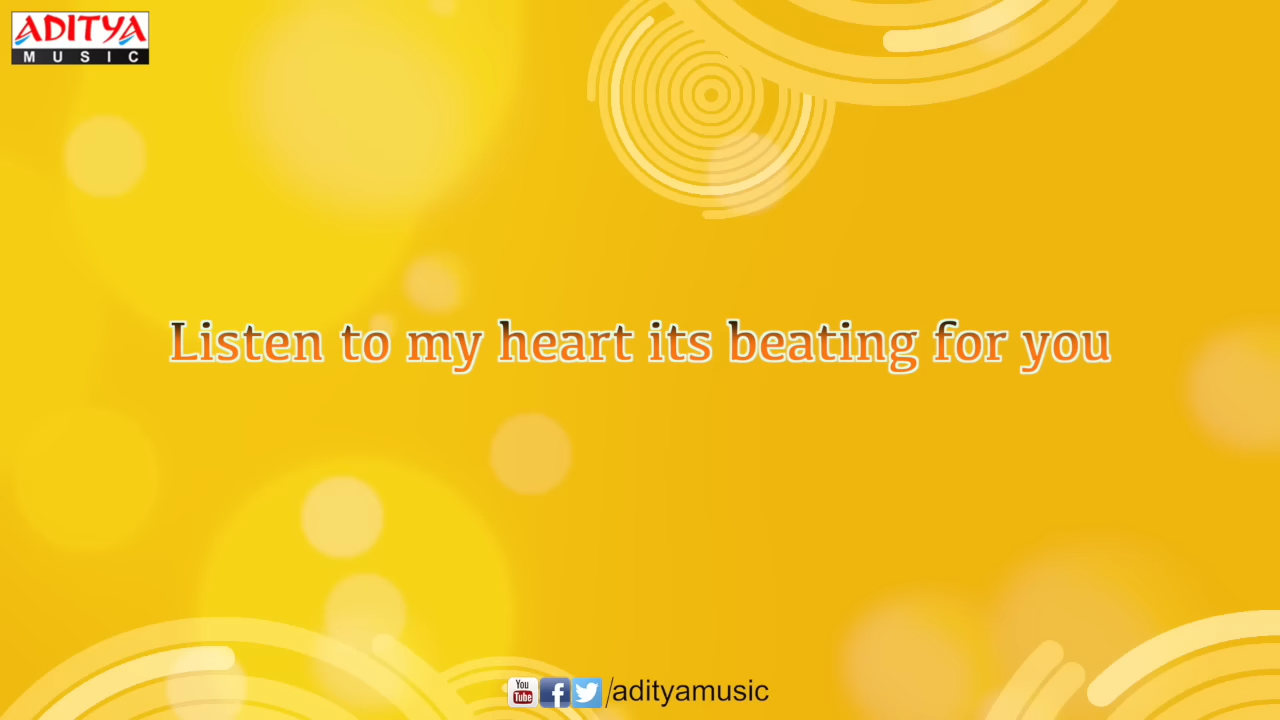 ADITYA
MUSIC
Listen to my heart its beating for you
You
Tube
f
/adityamusic